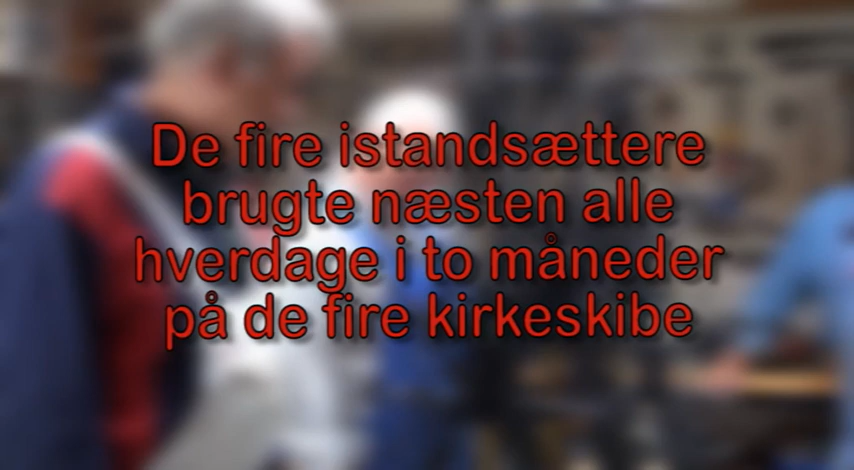 De fire istandsættere
brugte næsten alle
hverdage i to måneder
på de fire kirkeskibe